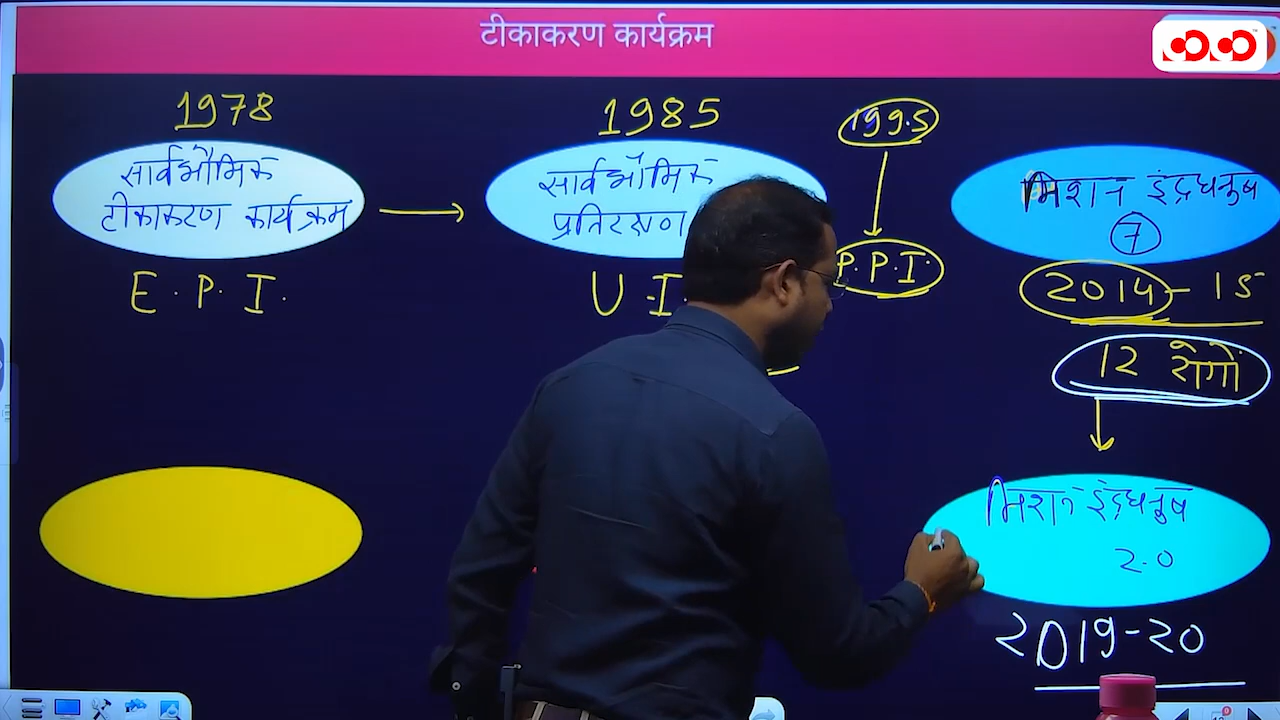 टीकाकरण कार्यक्रम
1978
सार्वभौमिक
टीकाकरण कार्यक्रम
E.P.I.
1985
सार्वभौमिक
प्रतिरक्षण
U.I.
1995
P.P.I.
मिशन इंद्रधनुष
7
2014-15
12 रोगों
मिशन इंद्रधनुष
2.0
2019-20